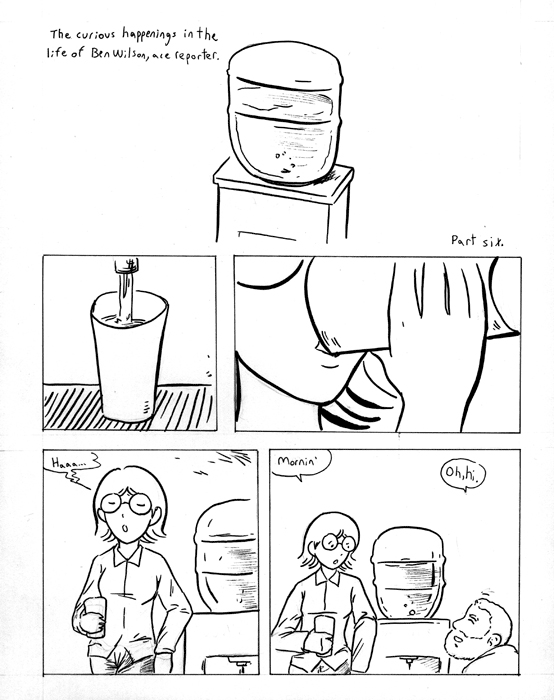 The curious happenings in the
life of Ben Wilson, ace reporter.
Part six.
Haaa...
Mornin'
Oh, hi.